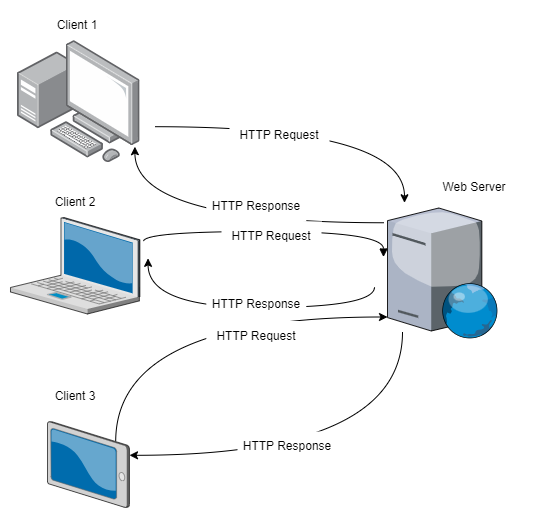 Client 1
HTTP Request
Web Server
Client 2
HTTP Response
HTTP Request
HTTP Response
HTTP Request
Client 3
HTTP Response